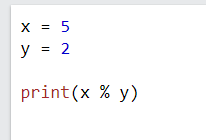 x = 5
y = 2
print(x % y)